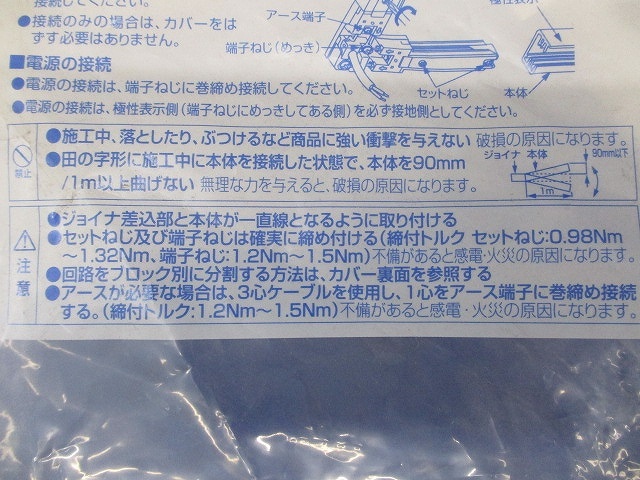 接続してください。
●接続のみの場合は、カバーをは
ずす必要はありません。
アース端子
端子ねじ(めっき)
極性表示
セットねじ
本体
■電源の接続
●電源の接続は、端子ねじに巻締め接続してください。
●電源の接続は、極性表示側(端子ねじにめっきしてある側)を必ず接地側としてください。
禁止
●施工中、落としたり、ぶつけるなど商品に強い衝撃を与えない 破損の原因になります。
●田の字形に施工中に本体を接続した状態で、本体を90mm
/1m以上曲げない 無理な力を与えると、破損の原因になります。
ジョイナ 本体 90mm以下
1m
注意
●ジョイナ差込部と本体が一直線となるように取り付ける
●セットねじ及び端子ねじは確実に締め付ける(締付トルク セットねじ:0.98Nm
～1.32Nm、端子ねじ:1.2Nm～1.5Nm)不備があると感電・火災の原因になります。
●回路をブロック別に分割する方法は、カバー裏面を参照する
●アースが必要な場合は、3心ケーブルを使用し、1心をアース端子に巻締め接続
する。(締付トルク:1.2Nm～1.5Nm)不備があると感電・火災の原因になります。